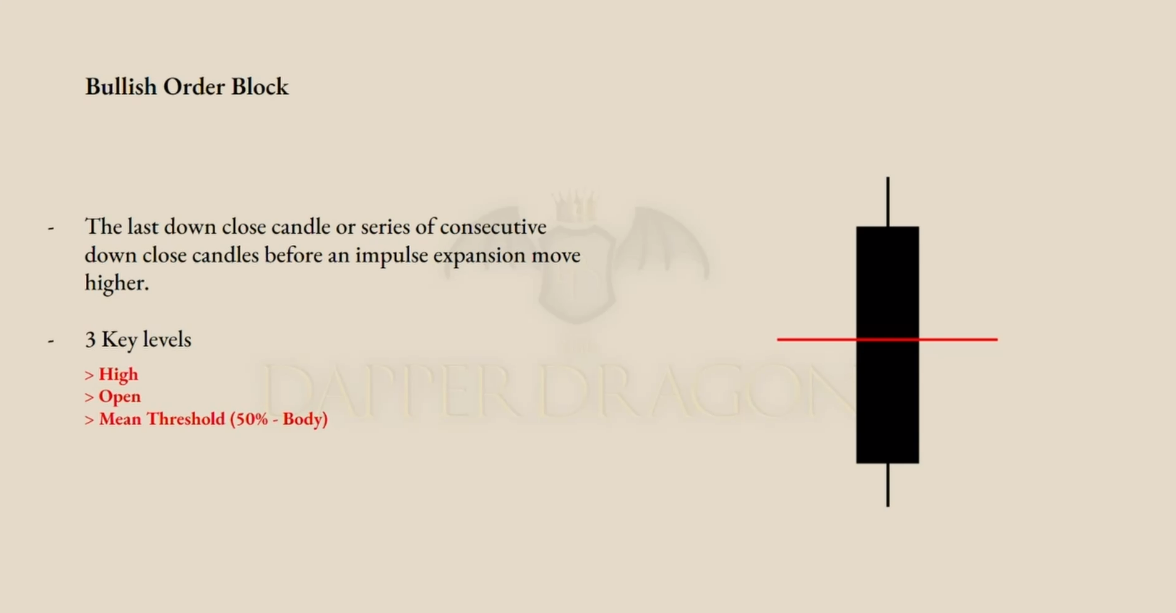 Bullish Order Block
- The last down close candle or series of consecutive
down close candles before an impulse expansion move
higher.
- 3 Key levels
> High
> Open
> Mean Threshold (50% - Body)
DAPPER DRAGON